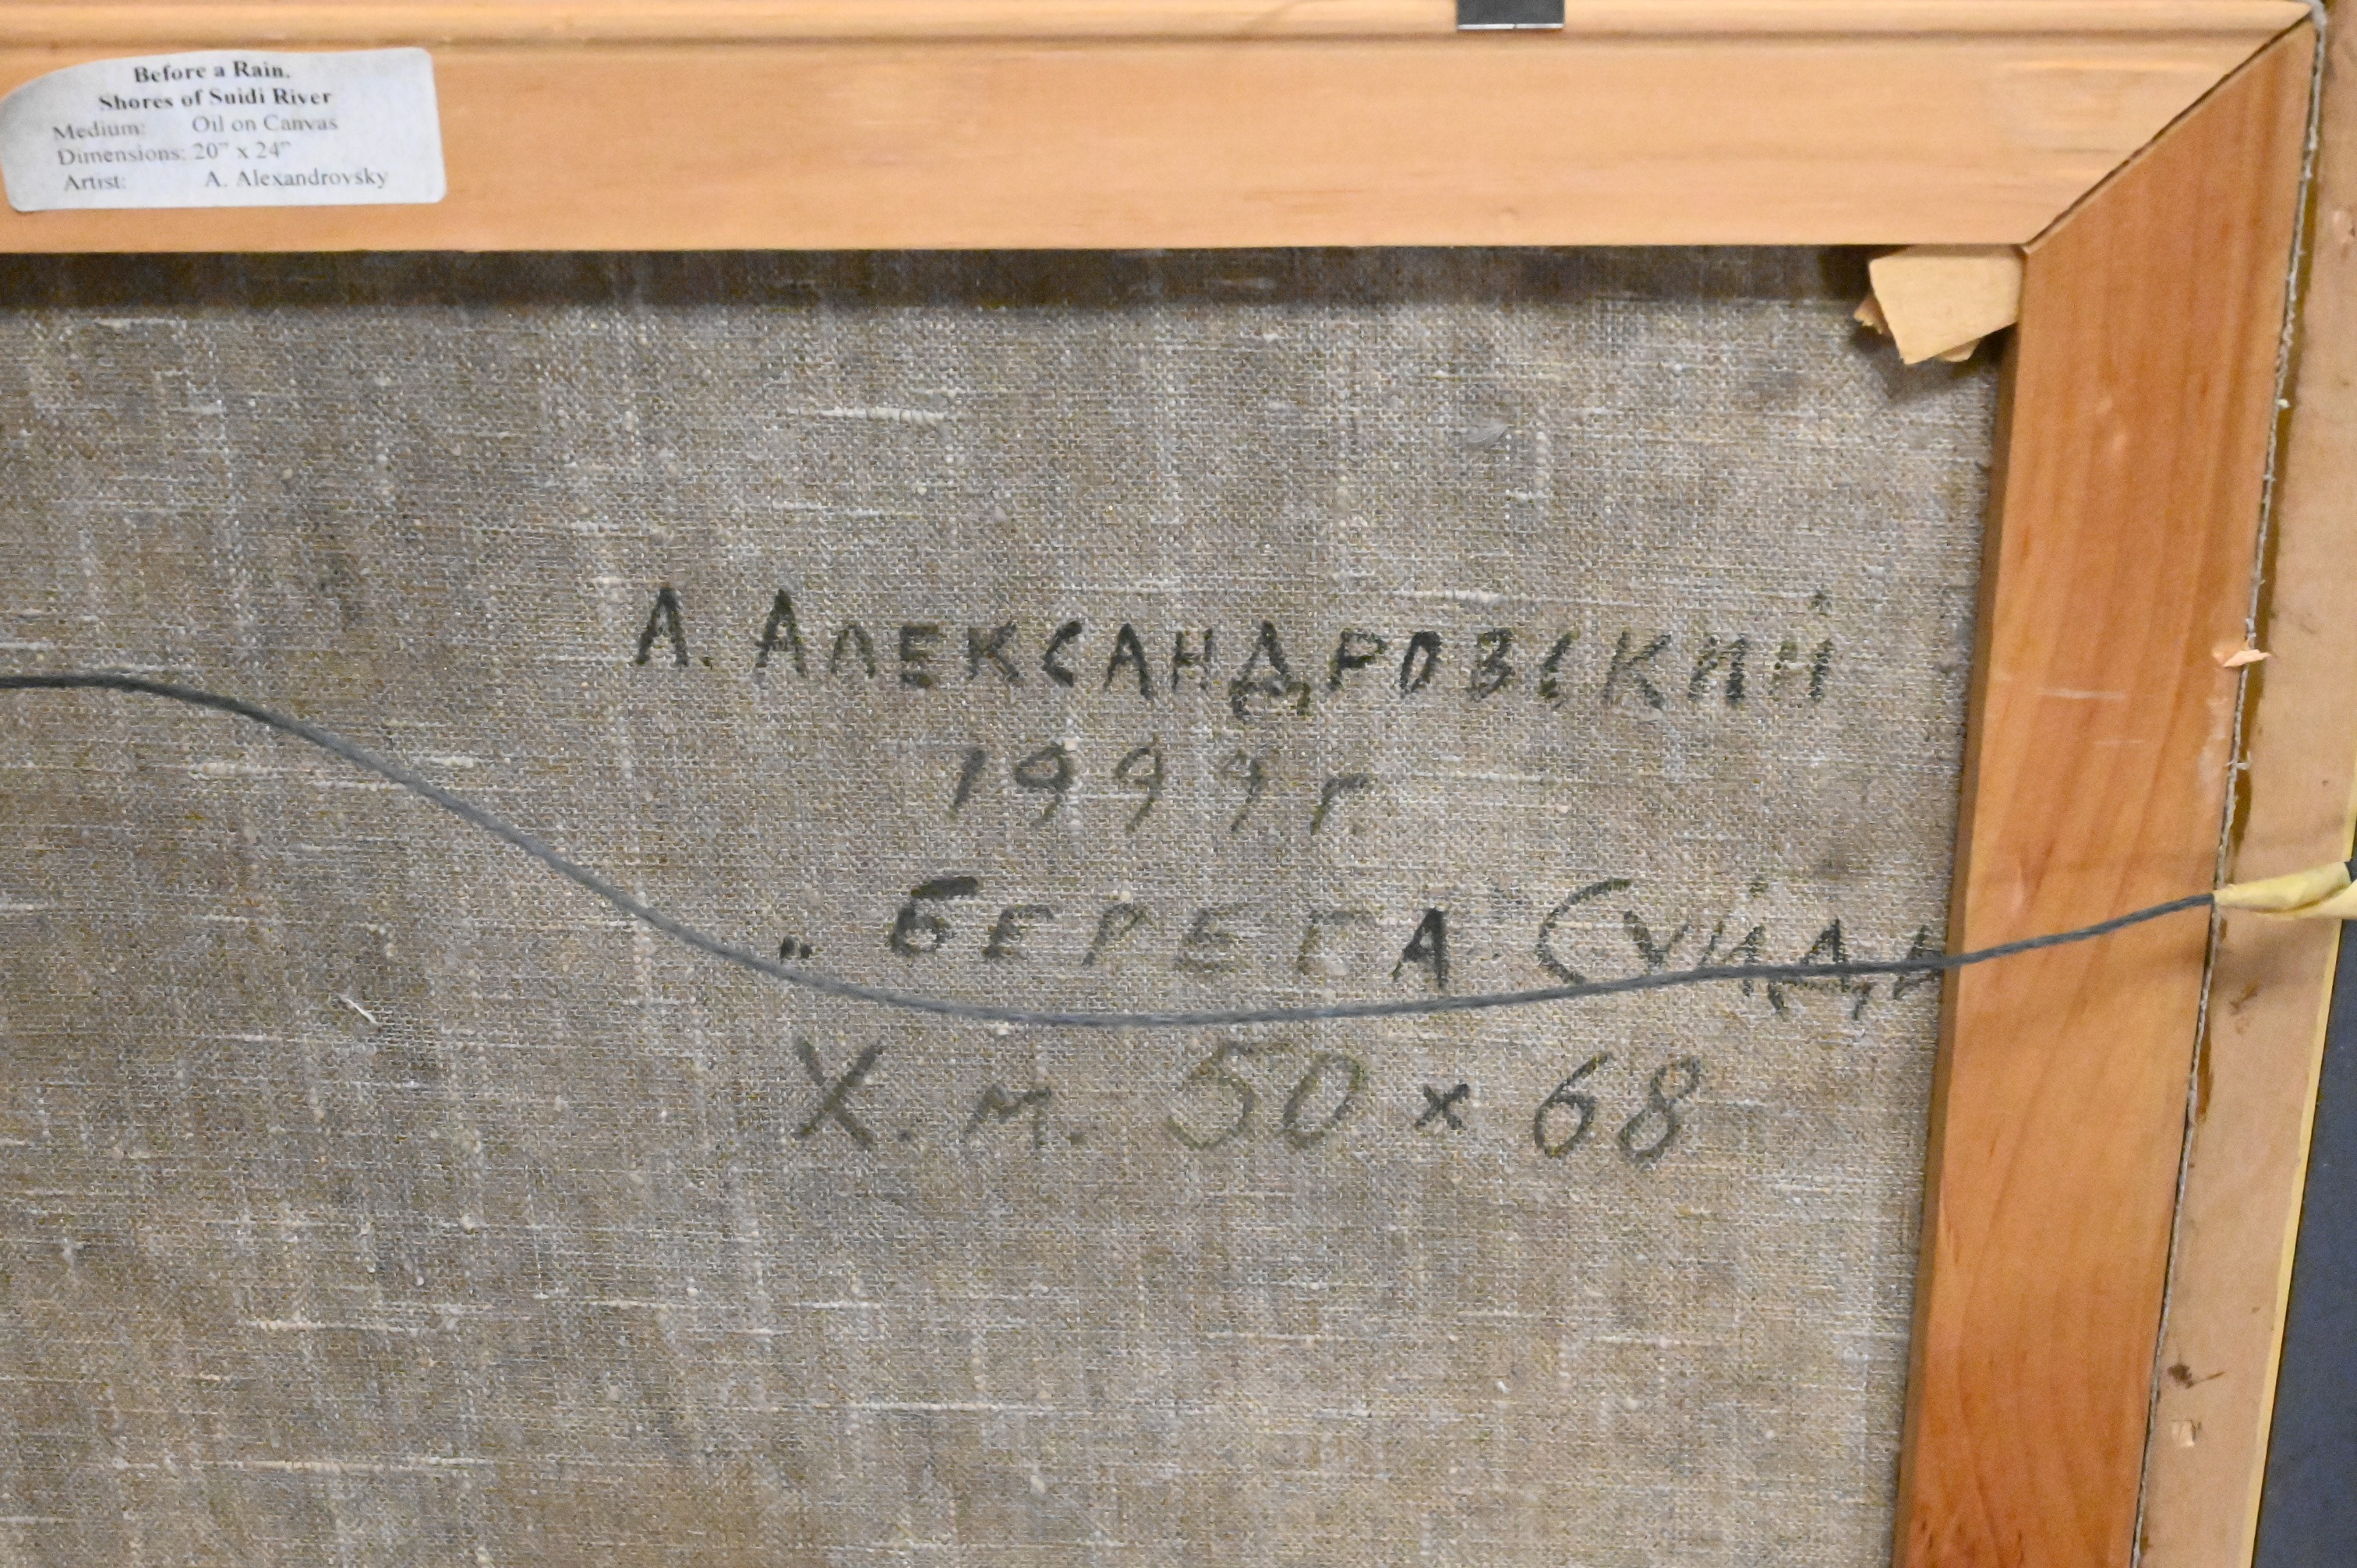 Before a Rain.
Shores of Suidi River
Medium: Oil on Canvas
Dimensions: 20" x 24"
Artist: A. Alexandrovsky
А. АЛЕКСАНДРОВСКИЙ
1999 г
„БЕРЕГА СУЙДЫ
Х. м. 50 x 68